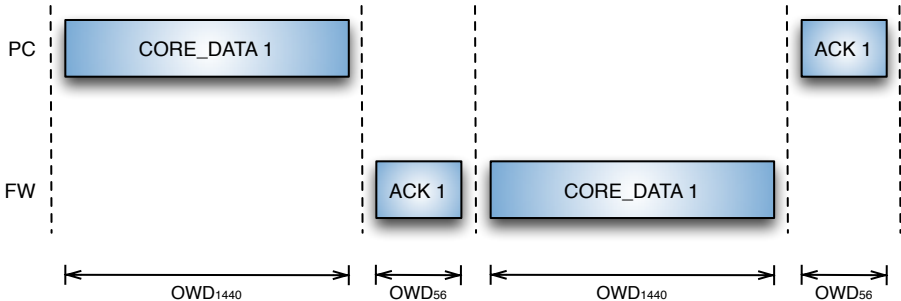 PC
CORE_DATA 1
ACK 1
FW
ACK 1
CORE_DATA 1
OWD1440
OWD56
OWD1440
OWD56